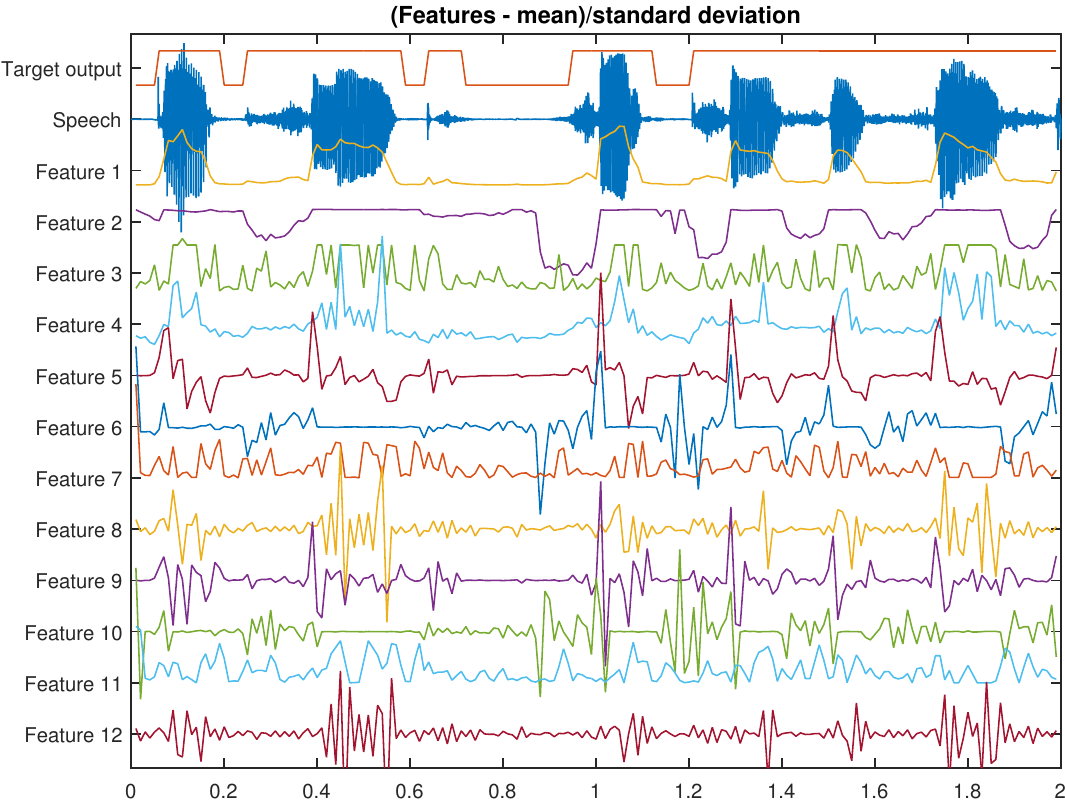 (Features - mean)/standard deviation
Target output
Speech
Feature 1
Feature 2
Feature 3
Feature 4
Feature 5
Feature 6
Feature 7
Feature 8
Feature 9
Feature 10
Feature 11
Feature 12
0 0.2 0.4 0.6 0.8 1 1.2 1.4 1.6 1.8 2